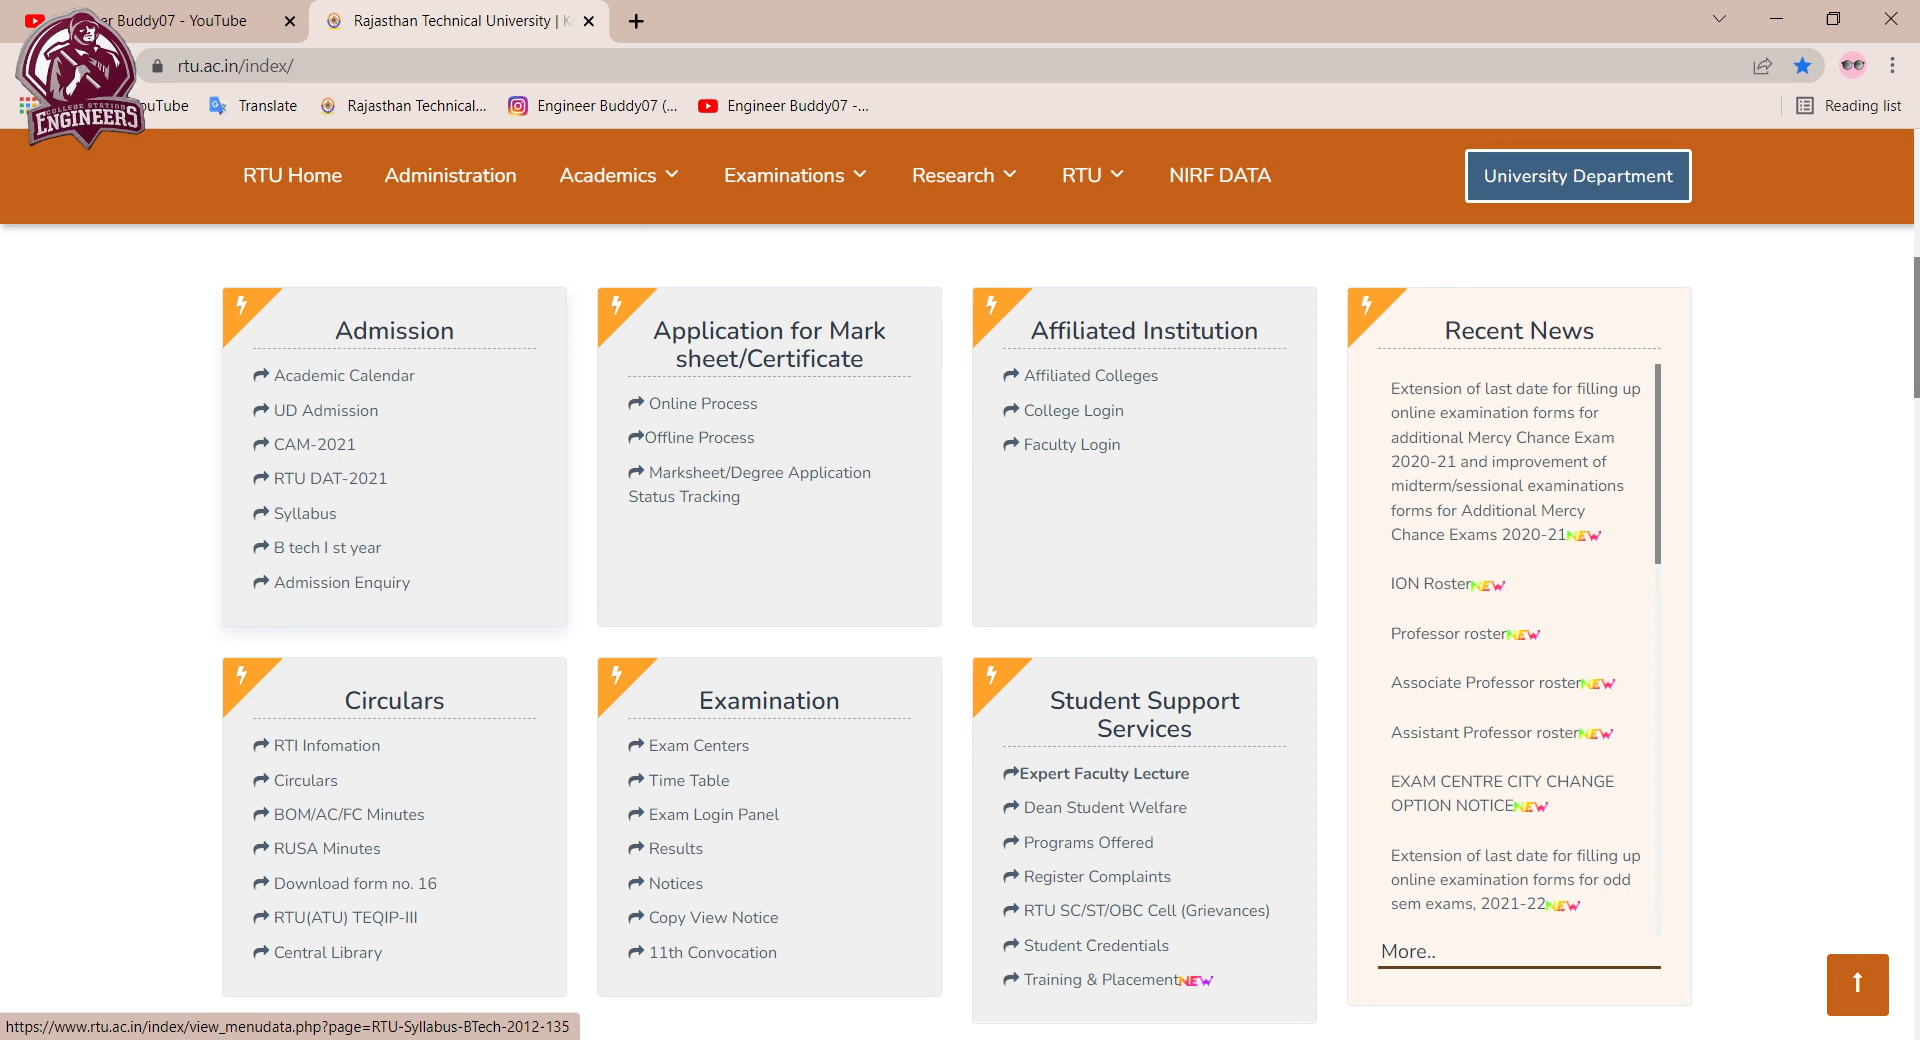 er Buddy07 - YouTube
Rajasthan Technical University | K
rtu.ac.in/index/
COLLEGE STATION
ENGINEERS
ouTube
Translate
Rajasthan Technical...
Engineer Buddy07 (...
Engineer Buddy07 -...
Reading list
RTU Home
Administration
Academics
Examinations
Research
RTU
NIRF DATA
University Department
Admission
Academic Calendar
UD Admission
CAM-2021
RTU DAT-2021
Syllabus
B tech I st year
Admission Enquiry
Application for Mark
sheet/Certificate
Online Process
Offline Process
Marksheet/Degree Application
Status Tracking
Affiliated Institution
Affiliated Colleges
College Login
Faculty Login
Recent News
Extension of last date for filling up
online examination forms for
additional Mercy Chance Exam
2020-21 and improvement of
midterm/sessional examinations
forms for Additional Mercy
Chance Exams 2020-21NEW
ION RosterNEW
Professor rosterNEW
Associate Professor rosterNEW
Assistant Professor rosterNEW
EXAM CENTRE CITY CHANGE
OPTION NOTICENEW
Extension of last date for filling up
online examination forms for odd
sem exams, 2021-22NEW
More..
Circulars
RTI Infomation
Circulars
BOM/AC/FC Minutes
RUSA Minutes
Download form no. 16
RTU(ATU) TEQIP-III
Central Library
Examination
Exam Centers
Time Table
Exam Login Panel
Results
Notices
Copy View Notice
11th Convocation
Student Support
Services
Expert Faculty Lecture
Dean Student Welfare
Programs Offered
Register Complaints
RTU SC/ST/OBC Cell (Grievances)
Student Credentials
Training & PlacementNEW
https://www.rtu.ac.in/index/view_menudata.php?page=RTU-Syllabus-BTech-2012-135